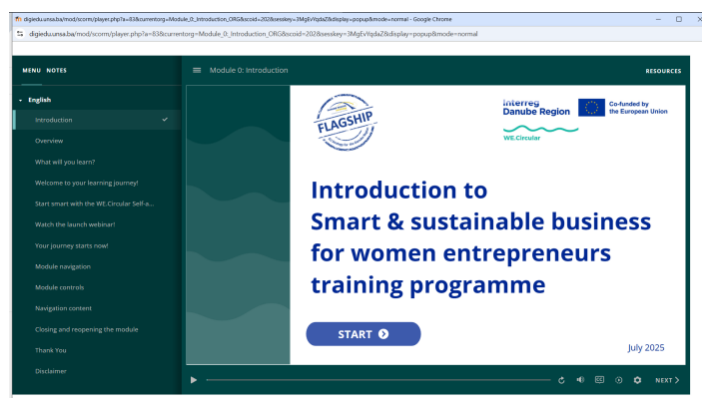 digiedu.unsa.ba/mod/scorm/player.php?a=83&currentorg=Module_0:_Introduction_ORG&scoid=202&sesskey=3MgEvYqdaZ&display=popup&mode=normal - Google Chrome
digiedu.unsa.ba/mod/scorm/player.php?a=83&currentorg=Module_0:_Introduction_ORG&scoid=202&sesskey=3MgEvYqdaZ&display=popup&mode=normal
MENU NOTES
Module 0: Introduction
RESOURCES
English
Introduction
Overview
What will you learn?
Welcome to your learning journey!
Start smart with the WE.Circular Self-a...
Watch the launch webinar!
Your journey starts now!
Module navigation
Module controls
Navigation content
Closing and reopening the module
Thank You
Disclaimer
FLAGSHIP
Interreg
Danube Region
Co-funded by
the European Union
WE.Circular
Introduction to
Smart & sustainable business
for women entrepreneurs
training programme
START
July 2025
NEXT